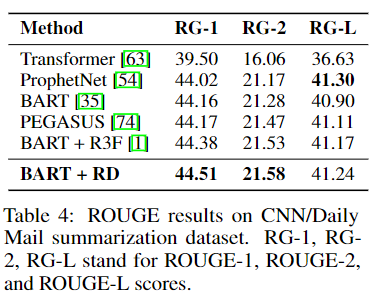 Method RG-1 RG-2 RG-L
Transformer [63] 39.50 16.06 36.63
ProphetNet [54] 44.02 21.17 41.30
BART [35] 44.16 21.28 40.90
PEGASUS [74] 44.17 21.47 41.11
BART + R3F [1] 44.38 21.53 41.17
BART + RD 44.51 21.58 41.24
Table 4: ROUGE results on CNN/Daily
Mail summarization dataset. RG-1, RG-
2, RG-L stand for ROUGE-1, ROUGE-2,
and ROUGE-L scores.